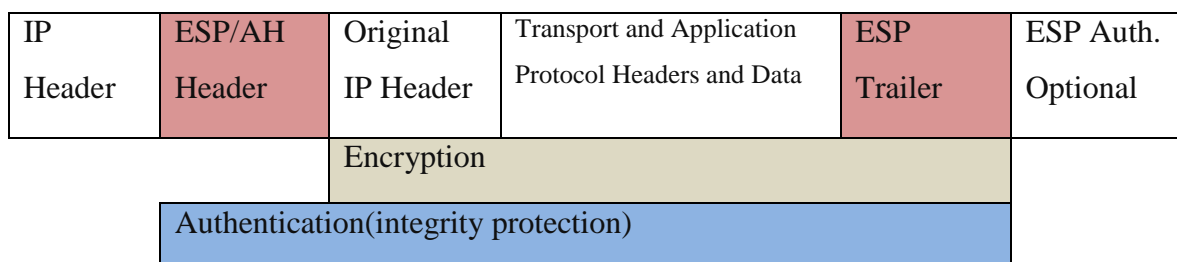 IP
Header
ESP/AH
Header
Original
IP Header
Transport and Application
Protocol Headers and Data
ESP
Trailer
ESP Auth.
Optional
Encryption
Authentication(integrity protection)